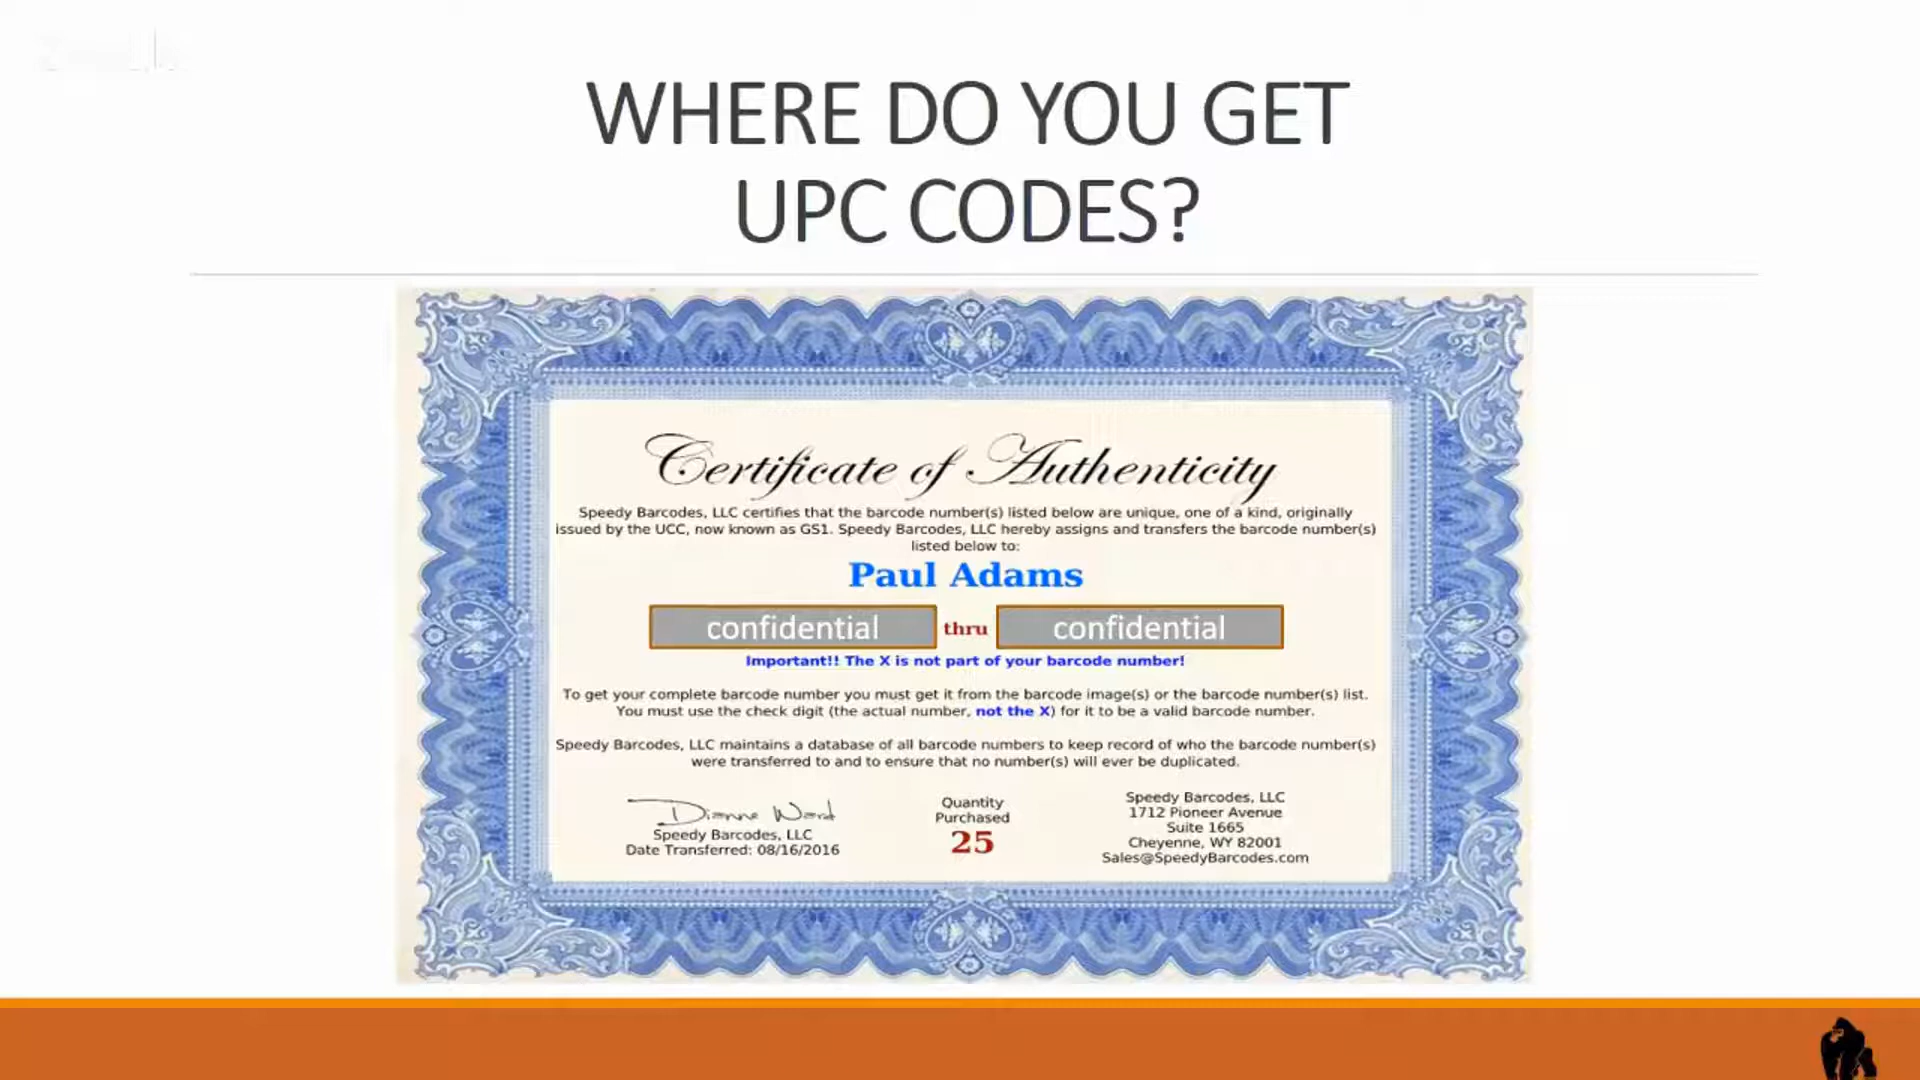 WHERE DO YOU GET
UPC CODES?
Certificate of Authenticity
Speedy Barcodes, LLC certifies that the barcode number(s) listed below are unique, one of a kind, originally
issued by the UCC, now known as GS1. Speedy Barcodes, LLC hereby assigns and transfers the barcode number(s)
listed below to:
Paul Adams
confidential thru confidential
Important!! The X is not part of your barcode number!
To get your complete barcode number you must get it from the barcode image(s) or the barcode number(s) list.
You must use the check digit (the actual number, not the X) for it to be a valid barcode number.
Speedy Barcodes, LLC maintains a database of all barcode numbers to keep record of who the barcode number(s)
were transferred to and to ensure that no number(s) will ever be duplicated.
Dianne Ward
Speedy Barcodes, LLC
Date Transferred: 08/16/2016
Quantity
Purchased
25
Speedy Barcodes, LLC
1712 Pioneer Avenue
Suite 1665
Cheyenne, WY 82001
Sales@SpeedyBarcodes.com